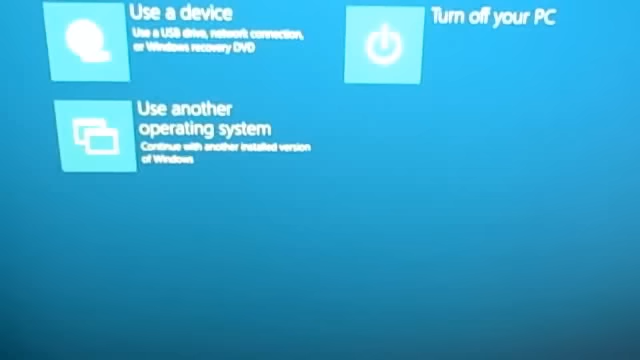 Use a device
Use a USB drive, network connection,
or Windows recovery DVD
Turn off your PC
Use another
operating system
Continue with another installed version
of Windows